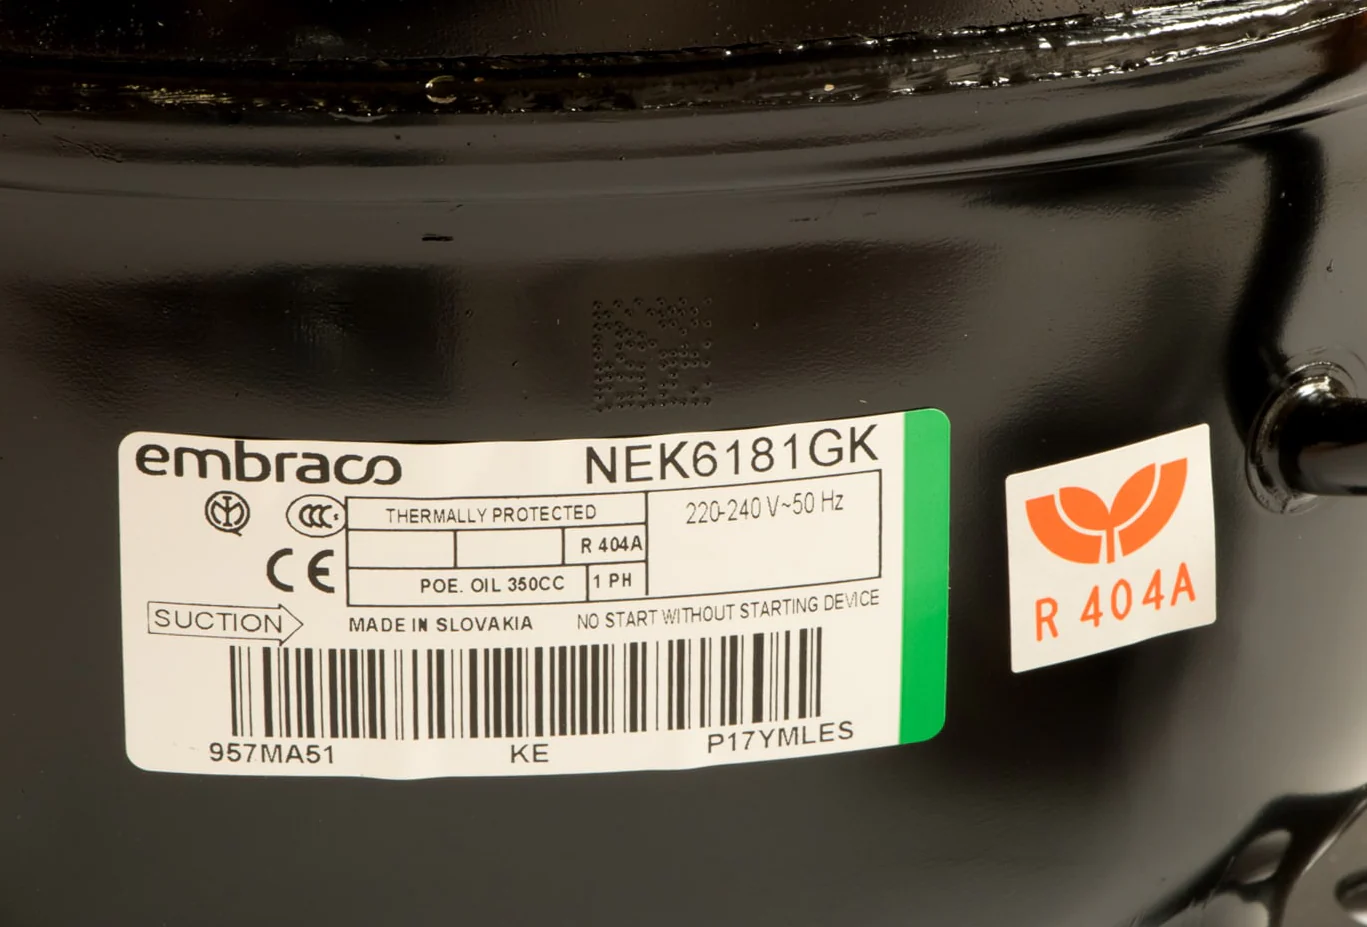 embraco NEK6181GK
THERMALLY PROTECTED
220-240 V~50 Hz
CCC
R 404A
CE
POE. OIL 350CC
1 PH
SUCTION
MADE IN SLOVAKIA
NO START WITHOUT STARTING DEVICE
957MA51 KE P17YMLES
R 404A